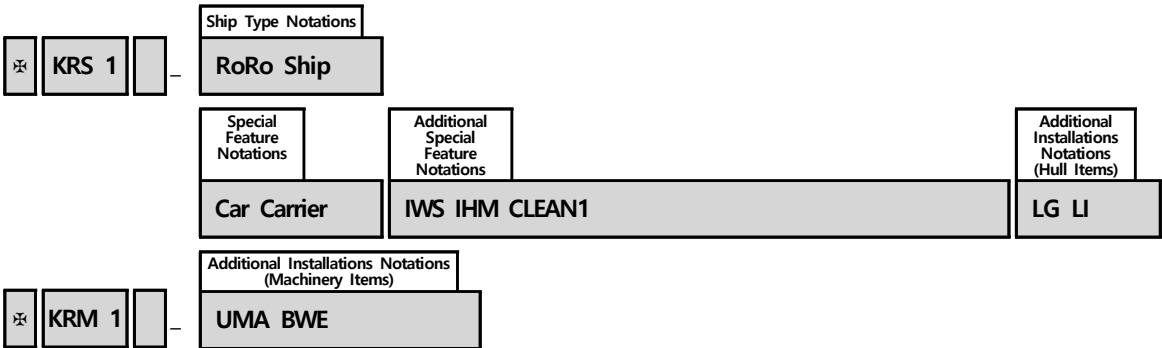 Ship Type Notations
✠ KRS 1 _ RoRo Ship
Special
Feature
Notations
Additional
Special
Feature
Notations
Additional
Installations
Notations
(Hull Items)
Car Carrier IWS IHM CLEAN1 LG LI
Additional Installations Notations
(Machinery Items)
✠ KRM 1 _ UMA BWE